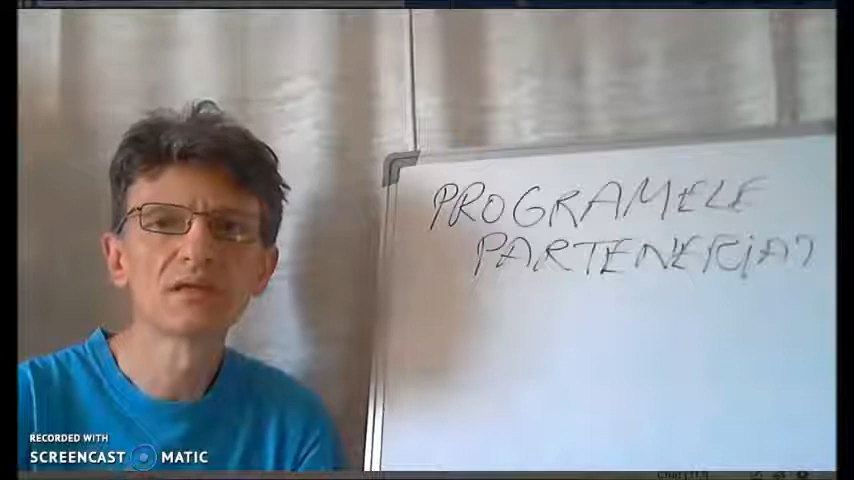 PROGRAMELE
PARTENERIAT
RECORDED WITH
SCREENCAST MATIC